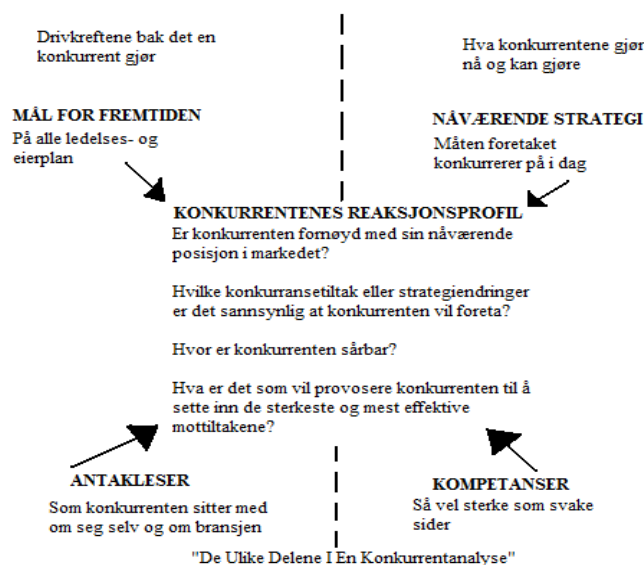 Drivkreftene bak det en
konkurrent gjør
Hva konkurrentene gjør
nå og kan gjøre
MÅL FOR FREMTIDEN
På alle ledelses- og
eierplan
NÅVÆRENDE STRATEGI
Måten foretaket
konkurrerer på i dag
KONKURRENTENES REAKSJONSPROFIL
Er konkurrenten fornøyd med sin nåværende
posisjon i markedet?
Hvilke konkurransetiltak eller strategiendringer
er det sannsynlig at konkurrenten vil foreta?
Hvor er konkurrenten sårbar?
Hva er det som vil provosere konkurrenten til å
sette inn de sterkeste og mest effektive
mottiltakene?
ANTAKLESER
Som konkurrenten sitter med
om seg selv og om bransjen
KOMPETANSER
Så vel sterke som svake
sider
"De Ulike Delene I En Konkurrentanalyse"